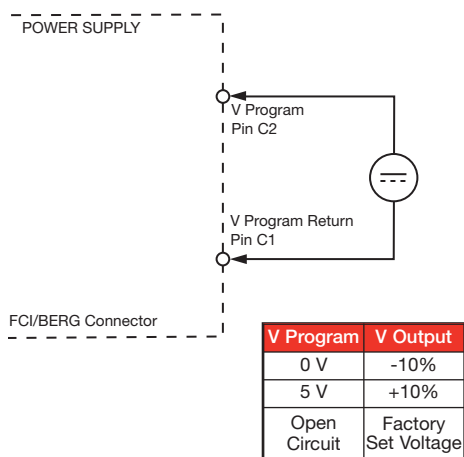 POWER SUPPLY
V Program
Pin C2
V Program Return
Pin C1
FCI/BERG Connector
V Program V Output
0 V -10%
5 V +10%
Open Factory
Circuit Set Voltage